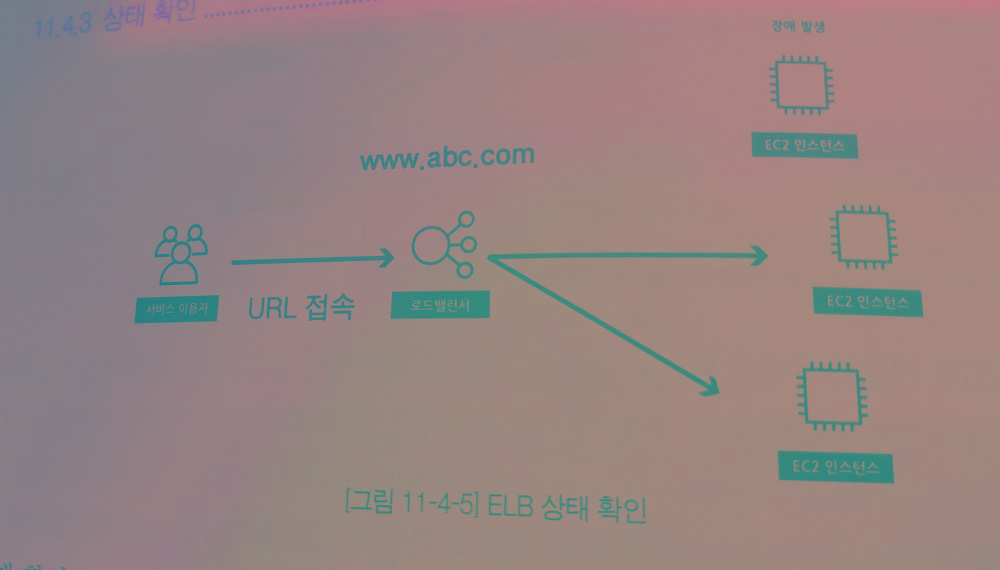 11.4.3 상태 확인
장애 발생
EC2 인스턴스
www.abc.com
서비스 이용자
URL 접속
로드밸런서
EC2 인스턴스
EC2 인스턴스
[그림 11-4-5] ELB 상태 확인